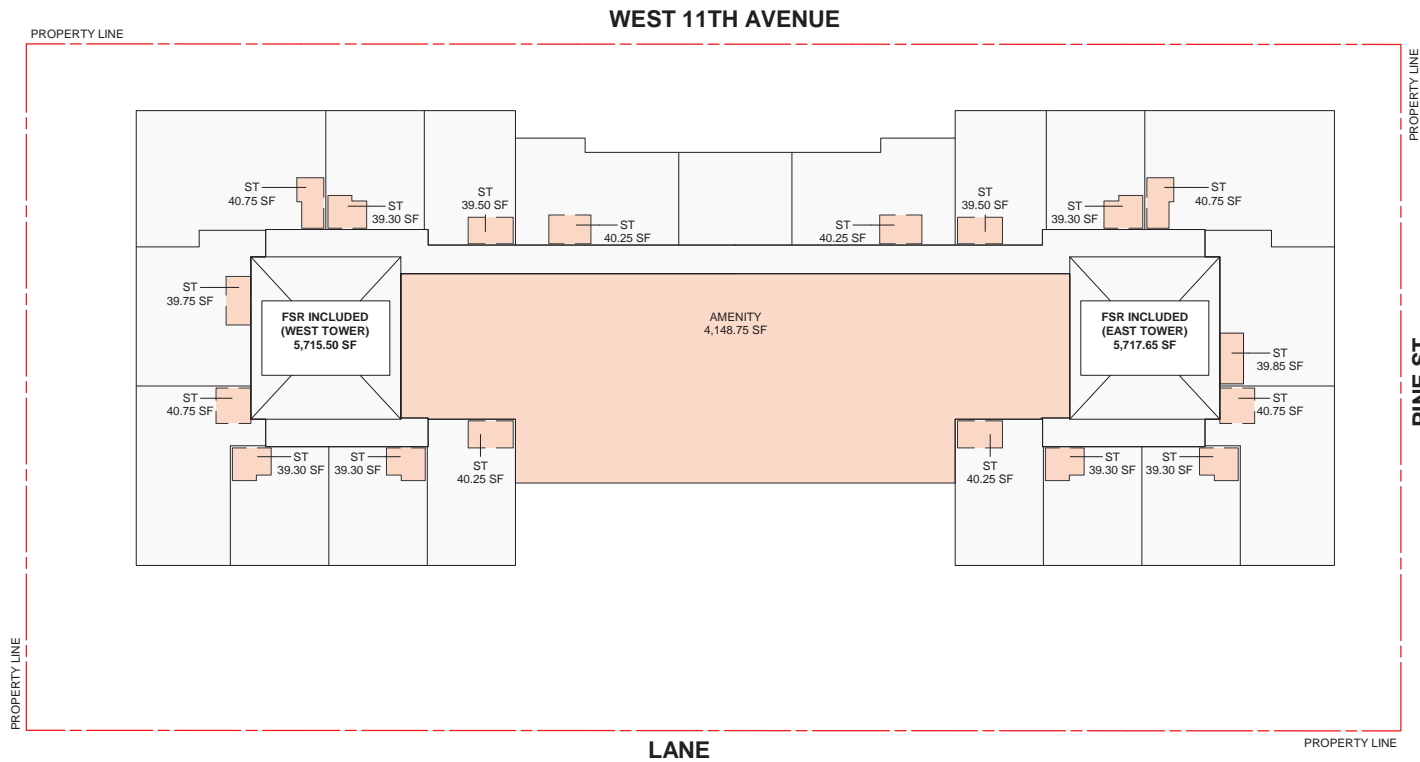 WEST 11TH AVENUE
PROPERTY LINE
PROPERTY LINE
ST
40.75 SF
ST
39.30 SF
ST
39.50 SF
ST
40.25 SF
ST
40.25 SF
ST
39.50 SF
ST
39.30 SF
ST
40.75 SF
ST
39.75 SF
FSR INCLUDED
(WEST TOWER)
5,715.50 SF
AMENITY
4,148.75 SF
FSR INCLUDED
(EAST TOWER)
5,717.65 SF
ST
39.85 SF
PINE ST
ST
40.75 SF
ST
40.75 SF
ST
39.30 SF
ST
39.30 SF
ST
40.25 SF
ST
40.25 SF
ST
39.30 SF
ST
39.30 SF
PROPERTY LINE
LANE
PROPERTY LINE